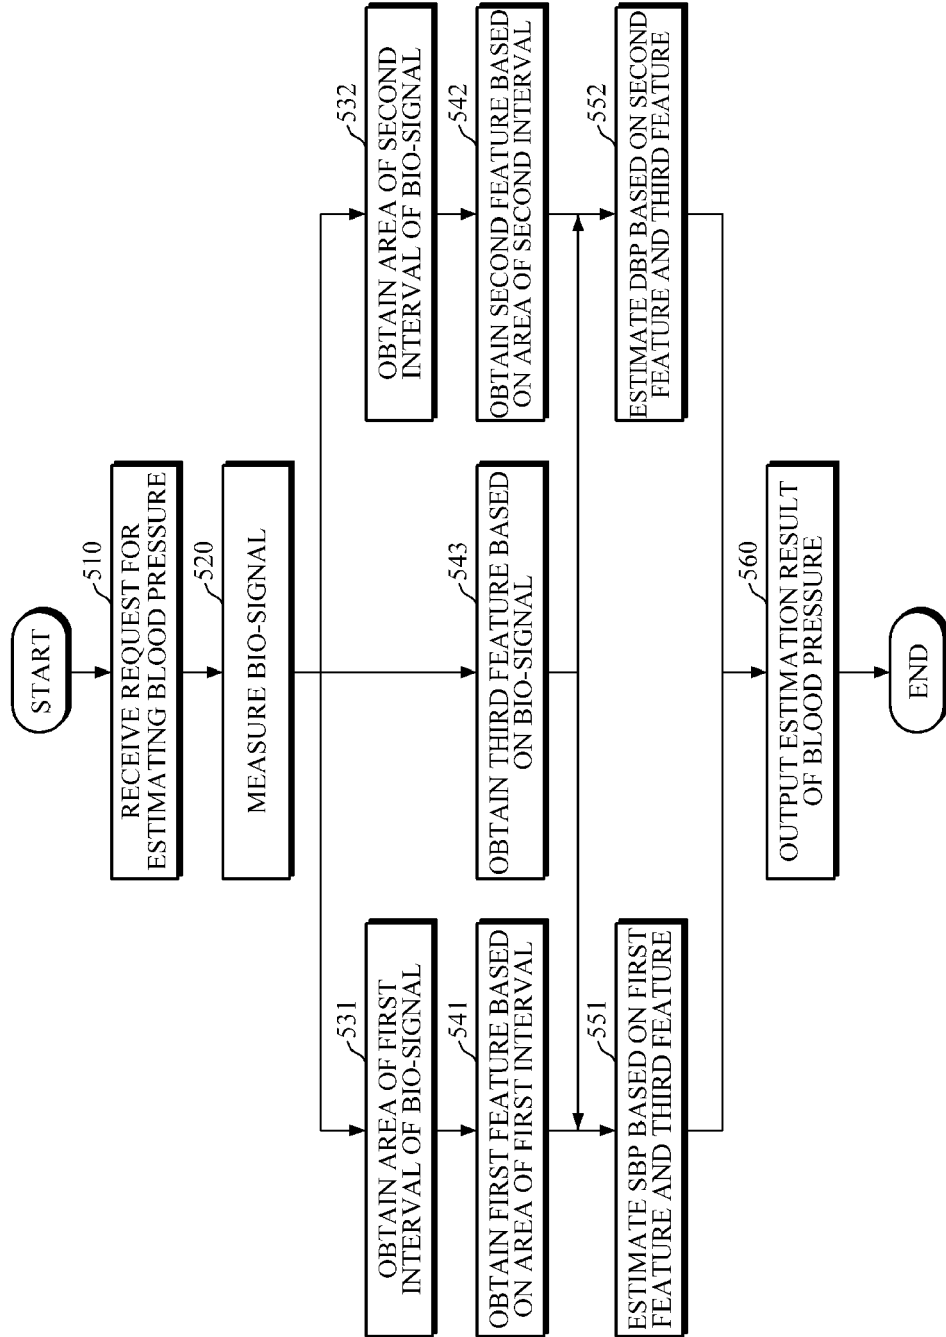 START
510
RECEIVE REQUEST FOR
ESTIMATING BLOOD PRESSURE
520
MEASURE BIO-SIGNAL
531
OBTAIN AREA OF FIRST
INTERVAL OF BIO-SIGNAL
532
OBTAIN AREA OF SECOND
INTERVAL OF BIO-SIGNAL
541
OBTAIN FIRST FEATURE BASED
ON AREA OF FIRST INTERVAL
543
OBTAIN THIRD FEATURE BASED
ON BIO-SIGNAL
542
OBTAIN SECOND FEATURE BASED
ON AREA OF SECOND INTERVAL
551
ESTIMATE SBP BASED ON FIRST
FEATURE AND THIRD FEATURE
552
ESTIMATE DBP BASED ON SECOND
FEATURE AND THIRD FEATURE
560
OUTPUT ESTIMATION RESULT
OF BLOOD PRESSURE
END